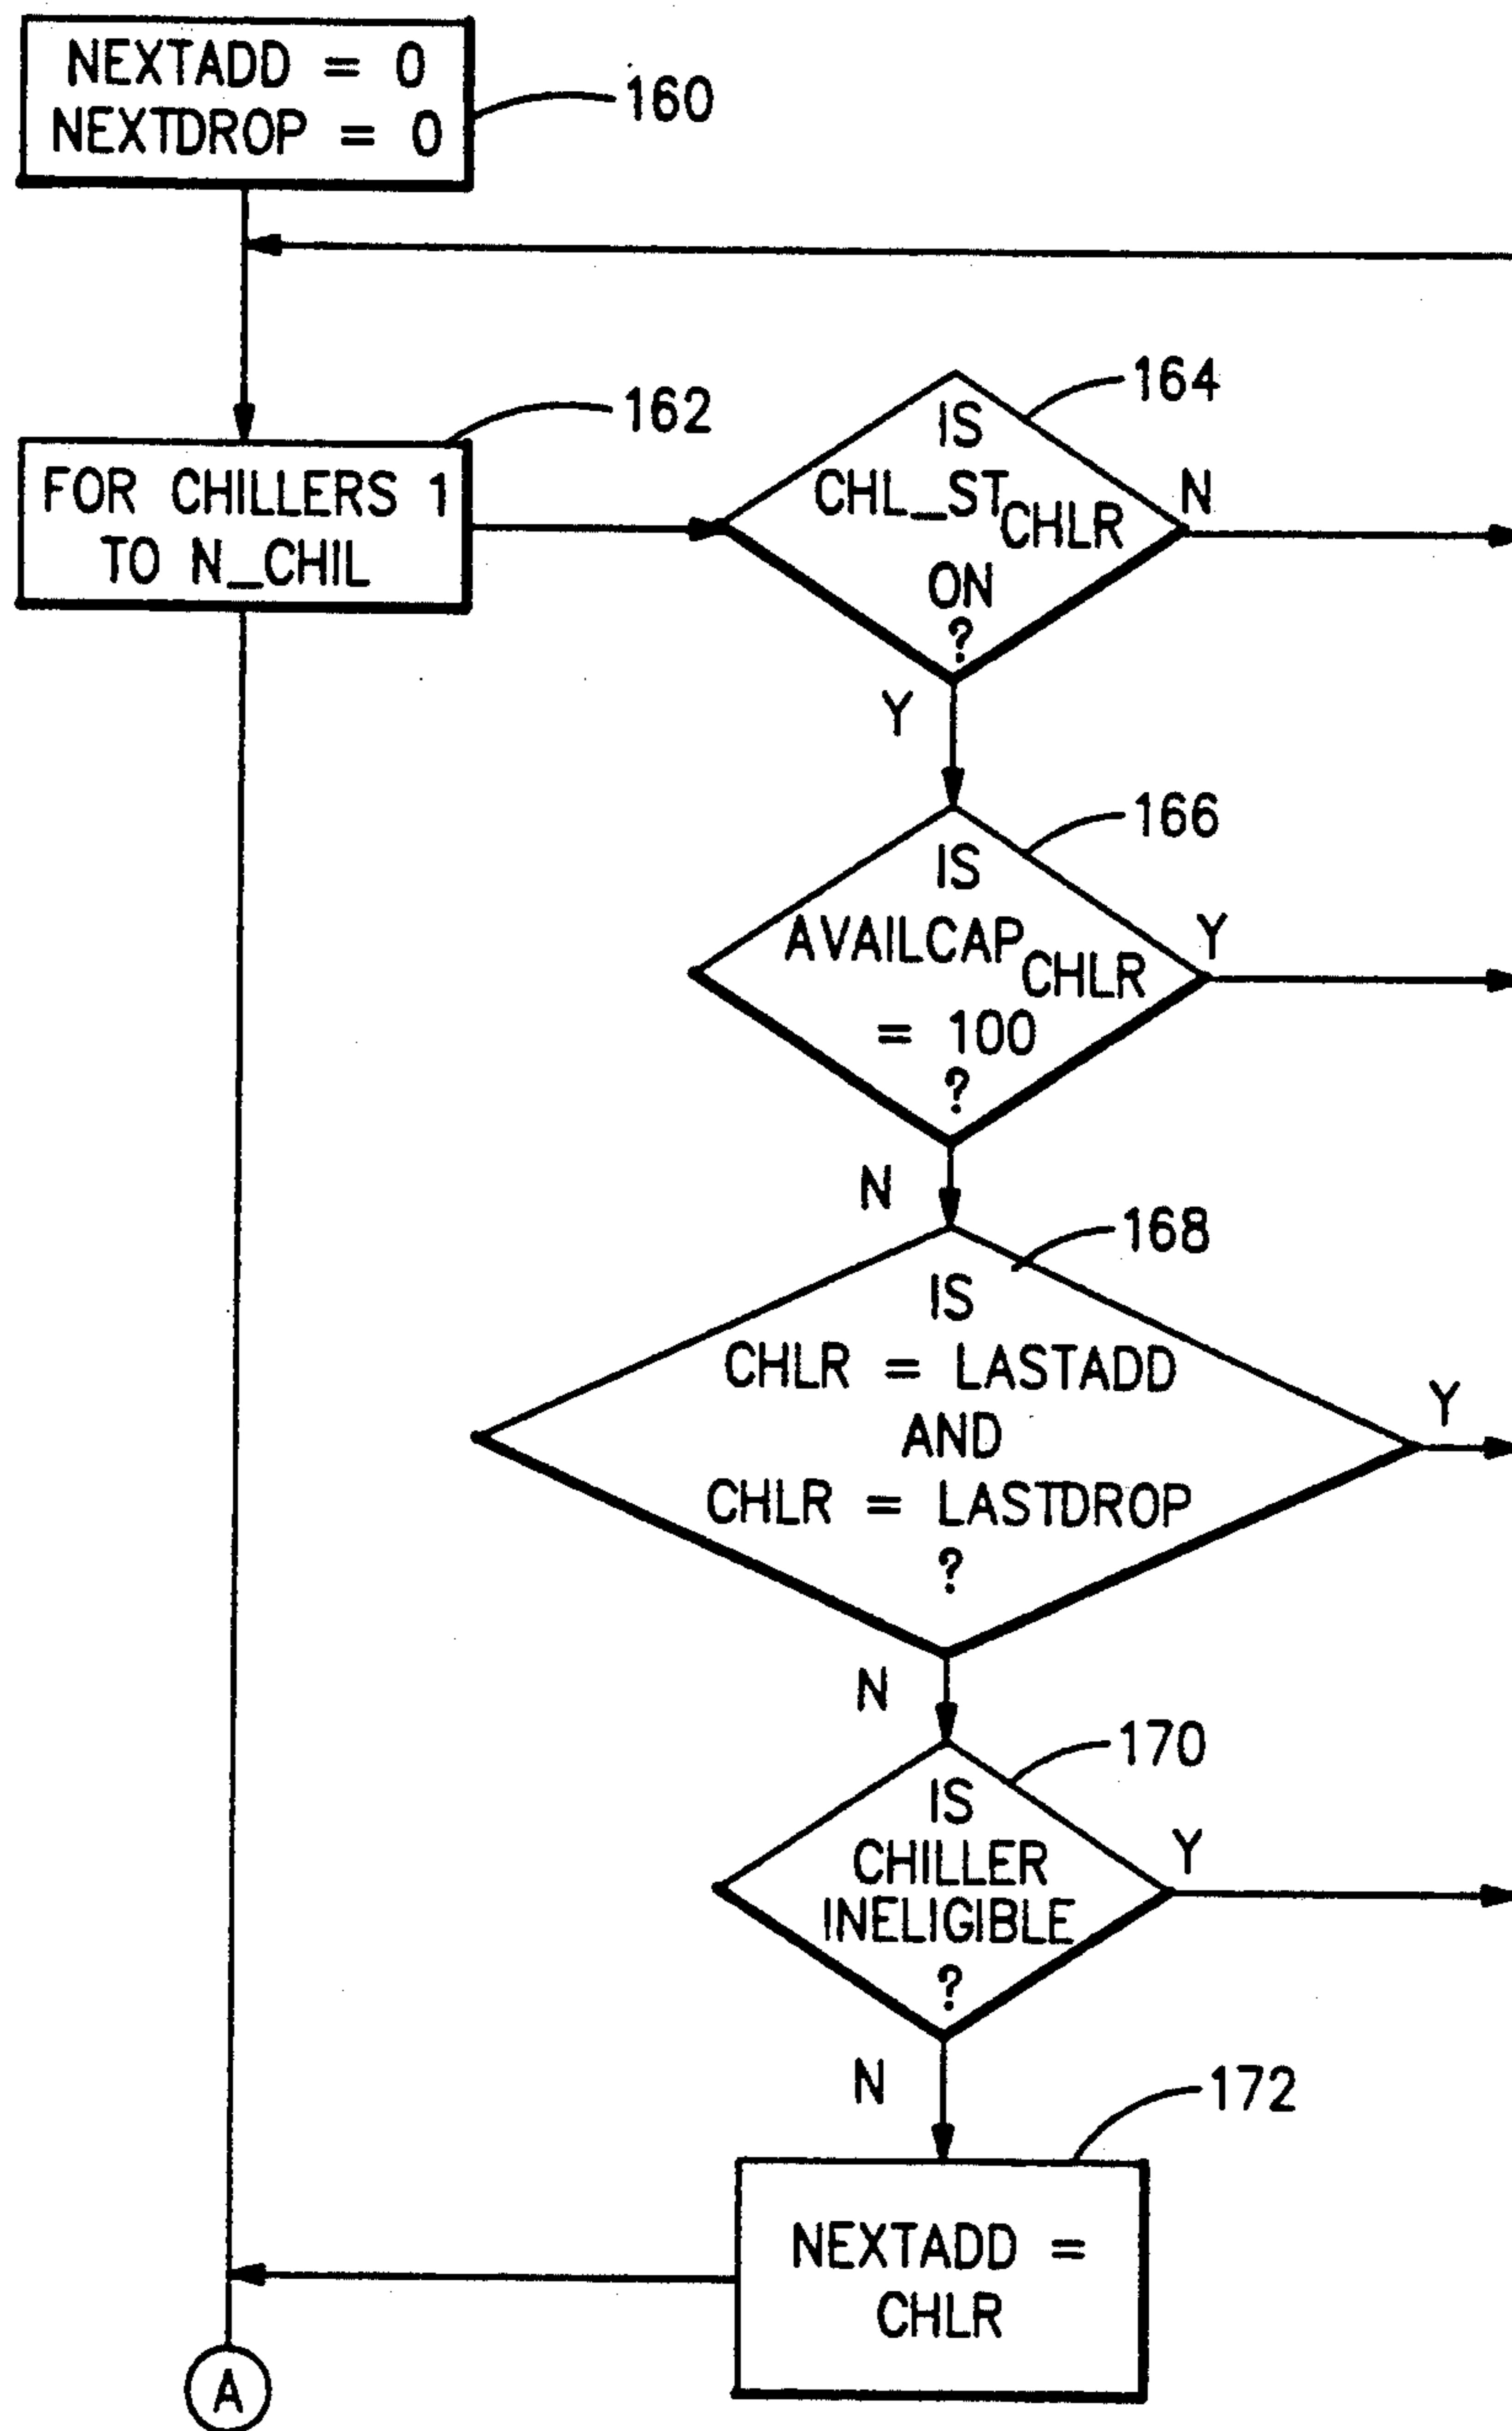 NEXTADD = 0
NEXTDROP = 0
160
FOR CHILLERS 1
TO N_CHIL
162
IS
CHL_STCHLR
ON
?
164
N
Y
IS
AVAILCAPCHLR
= 100
?
166
Y
N
IS
CHLR = LASTADD
AND
CHLR = LASTDROP
?
168
Y
N
IS
CHILLER
INELIGIBLE
?
170
Y
N
172
NEXTADD =
CHLR
A